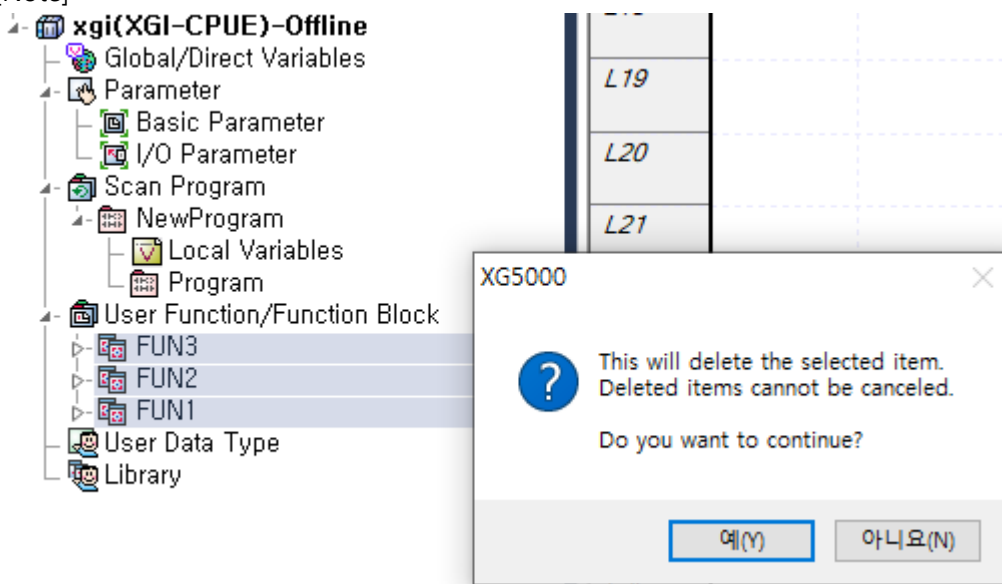 xgi(XGI-CPUE)-Offline
Global/Direct Variables
Parameter
Basic Parameter
I/O Parameter
Scan Program
NewProgram
Local Variables
Program
User Function/Function Block
FUN3
FUN2
FUN1
User Data Type
Library
L19
L20
L21
XG5000
This will delete the selected item.
Deleted items cannot be canceled.
Do you want to continue?
예(Y)
아니요(N)